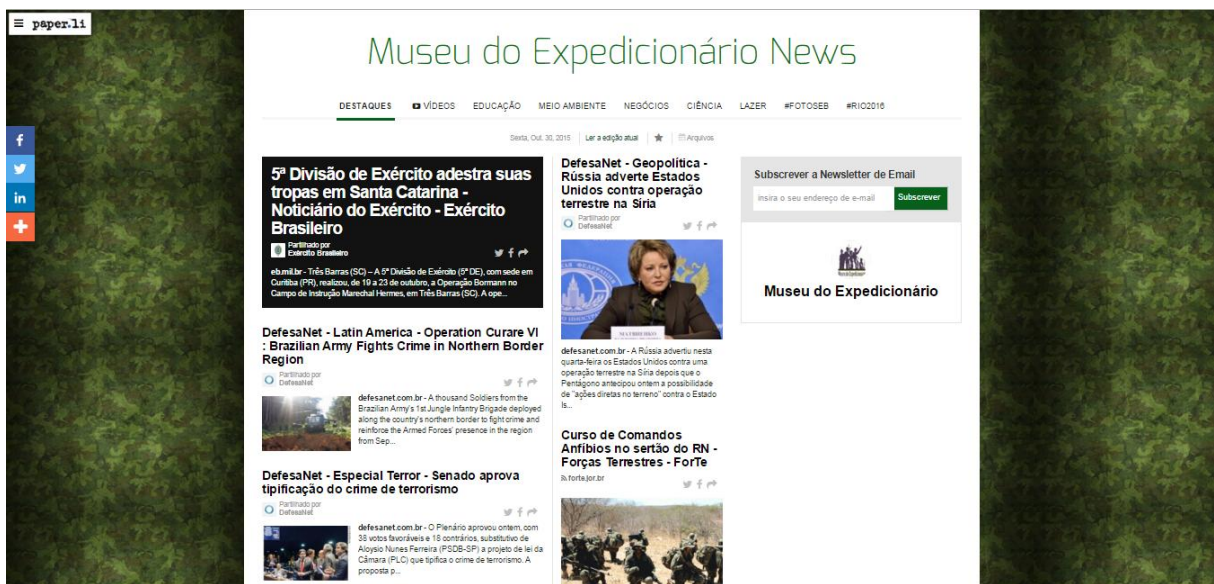 ≡ paper.li
Museu do Expedicionário News
DESTAQUES VÍDEOS EDUCAÇÃO MEIO AMBIENTE NEGÓCIOS CIÊNCIA LAZER #FOTOSEB #RIO2016
Sexta, Out. 30, 2015 Ler a edição atual Arquivos
5ª Divisão de Exército adestra suas
tropas em Santa Catarina -
Noticiário do Exército - Exército
Brasileiro
Partilhado por
Exército Brasileiro
eb.mil.br - Três Barras (SC) – A 5ª Divisão de Exército (5ª DE), com sede em
Curitiba (PR), realizou, de 19 a 23 de outubro, a Operação Bormann no
Campo de Instrução Marechal Hermes, em Três Barras (SC). A ope...
DefesaNet - Latin America - Operation Curare VI
: Brazilian Army Fights Crime in Northern Border
Region
Partilhado por
DefesaNet
defesanet.com.br - A thousand Soldiers from the
Brazilian Army's 1st Jungle Infantry Brigade deployed
along the country's northern border to fight crime and
reinforce the Armed Forces' presence in the region
from Sep...
DefesaNet - Especial Terror - Senado aprova
tipificação do crime de terrorismo
Partilhado por
DefesaNet
defesanet.com.br - O Plenário aprovou ontem, com
38 votos favoráveis e 18 contrários, substitutivo de
Aloysio Nunes Ferreira (PSDB-SP) a projeto de lei da
Câmara (PLC) que tipifica o crime de terrorismo. A
proposta p...
DefesaNet - Geopolítica -
Rússia adverte Estados
Unidos contra operação
terrestre na Síria
Partilhado por
DefesaNet
defesanet.com.br - A Rússia advertiu nesta
quarta-feira os Estados Unidos contra uma
operação terrestre na Síria depois que o
Pentágono antecipou ontem a possibilidade
de "ações diretas no terreno" contra o Estado
Is...
Curso de Comandos
Anfíbios no sertão do RN -
Forças Terrestres - ForTe
forte.jor.br
Subscrever a Newsletter de Email
insira o seu endereço de e-mail Subscrever
Museu do Expedicionário